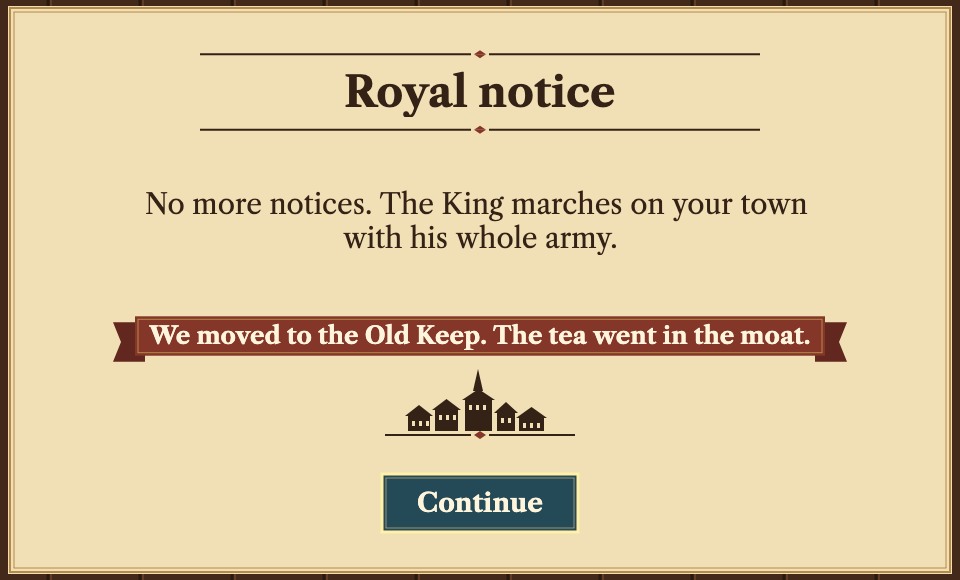 Royal notice
No more notices. The King marches on your town
with his whole army.
We moved to the Old Keep. The tea went in the moat.
Continue